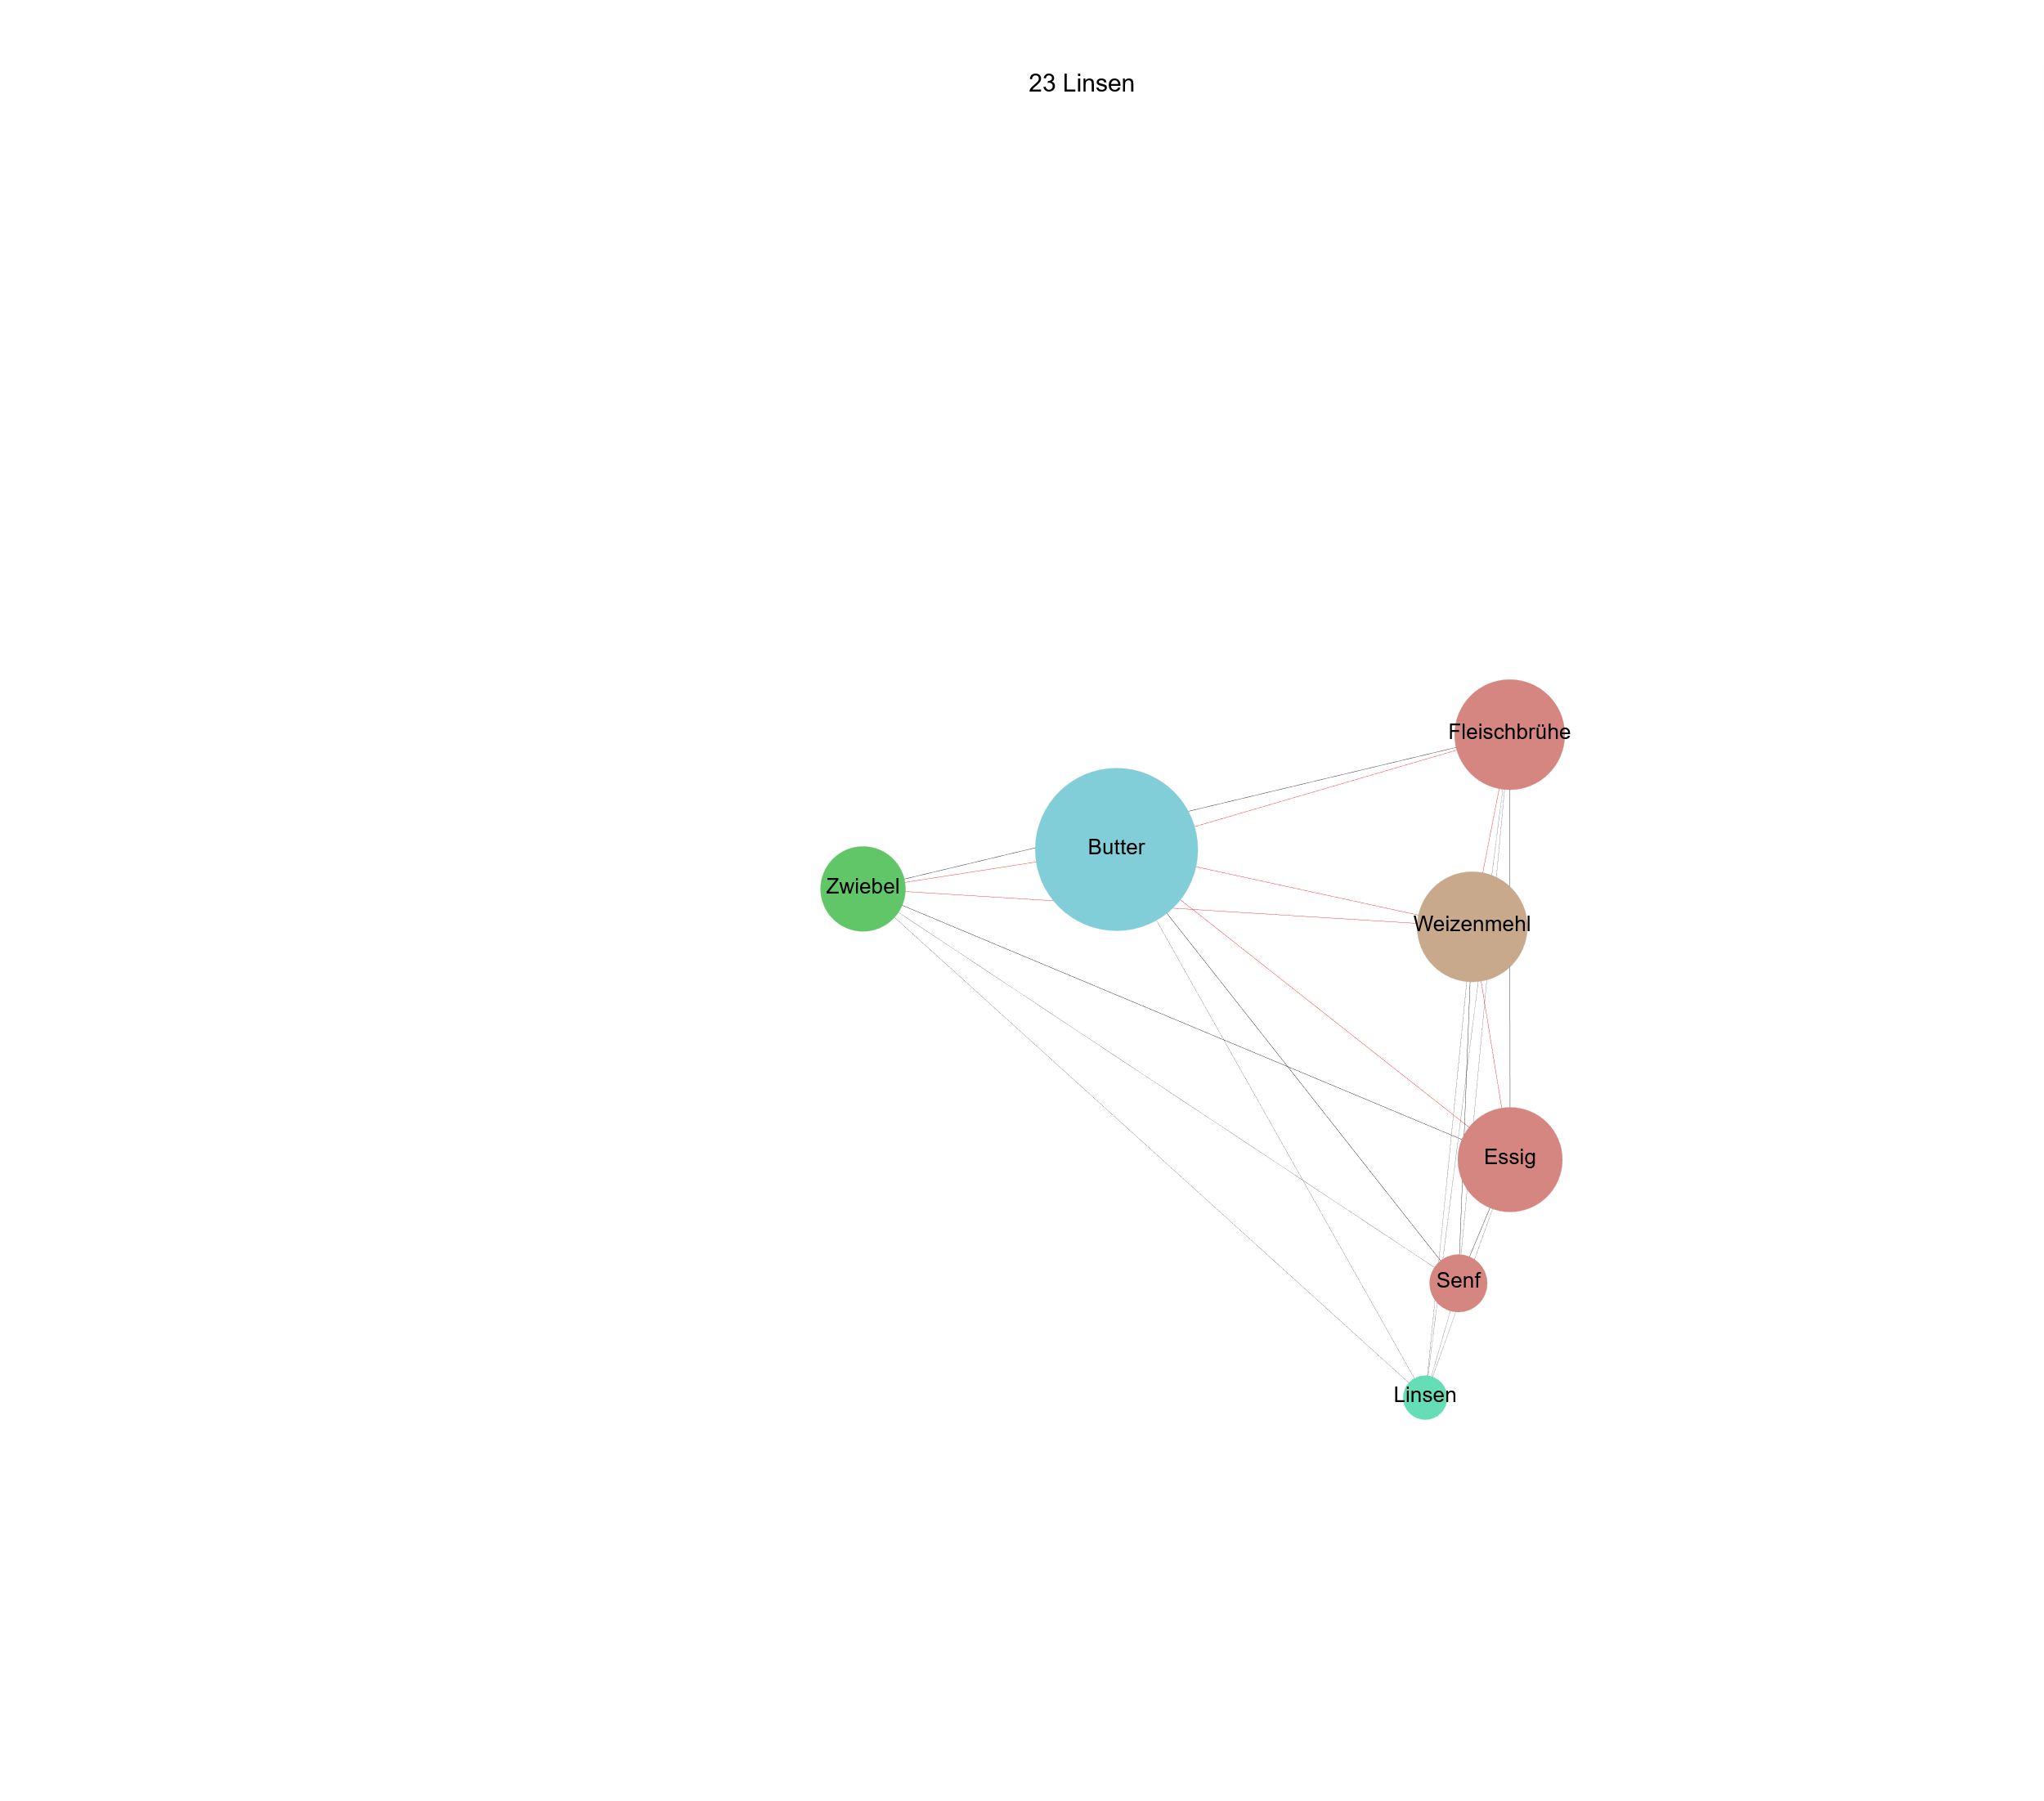 23 Linsen
Fleischbrühe
Butter
Zwiebel
Weizenmehl
Essig
Senf
Linsen